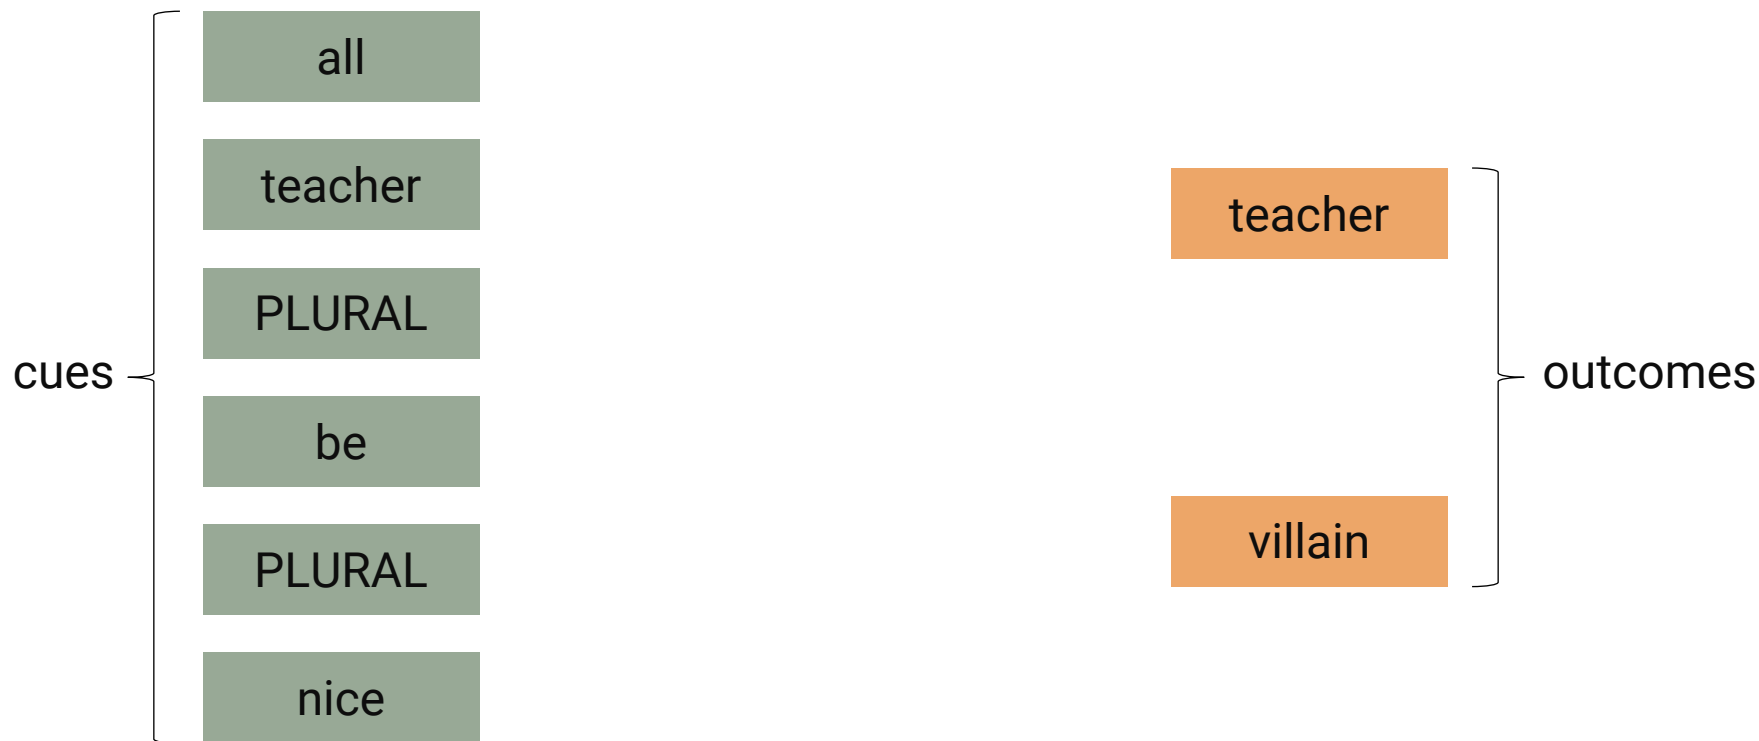 cues
all
teacher
PLURAL
be
PLURAL
nice
teacher
villain
outcomes